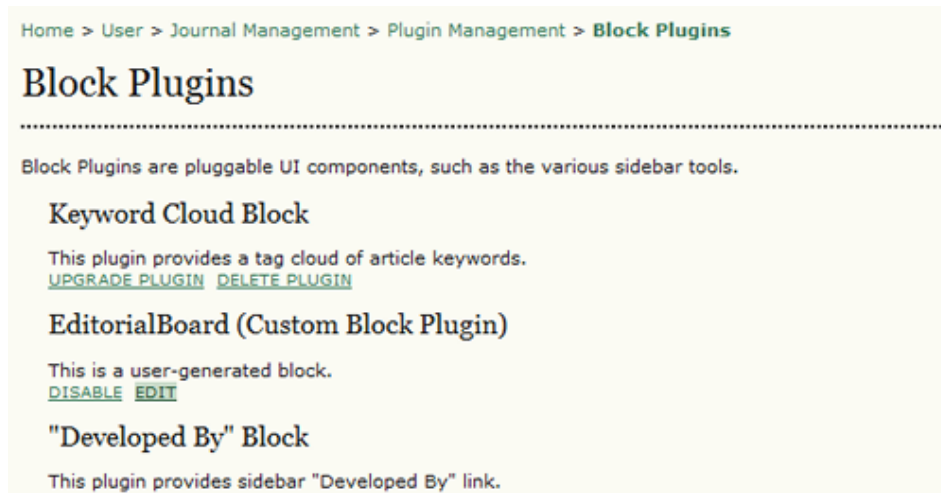 Home > User > Journal Management > Plugin Management > Block Plugins
Block Plugins
Block Plugins are pluggable UI components, such as the various sidebar tools.
Keyword Cloud Block
This plugin provides a tag cloud of article keywords.
UPGRADE PLUGIN DELETE PLUGIN
EditorialBoard (Custom Block Plugin)
This is a user-generated block.
DISABLE EDIT
"Developed By" Block
This plugin provides sidebar "Developed By" link.